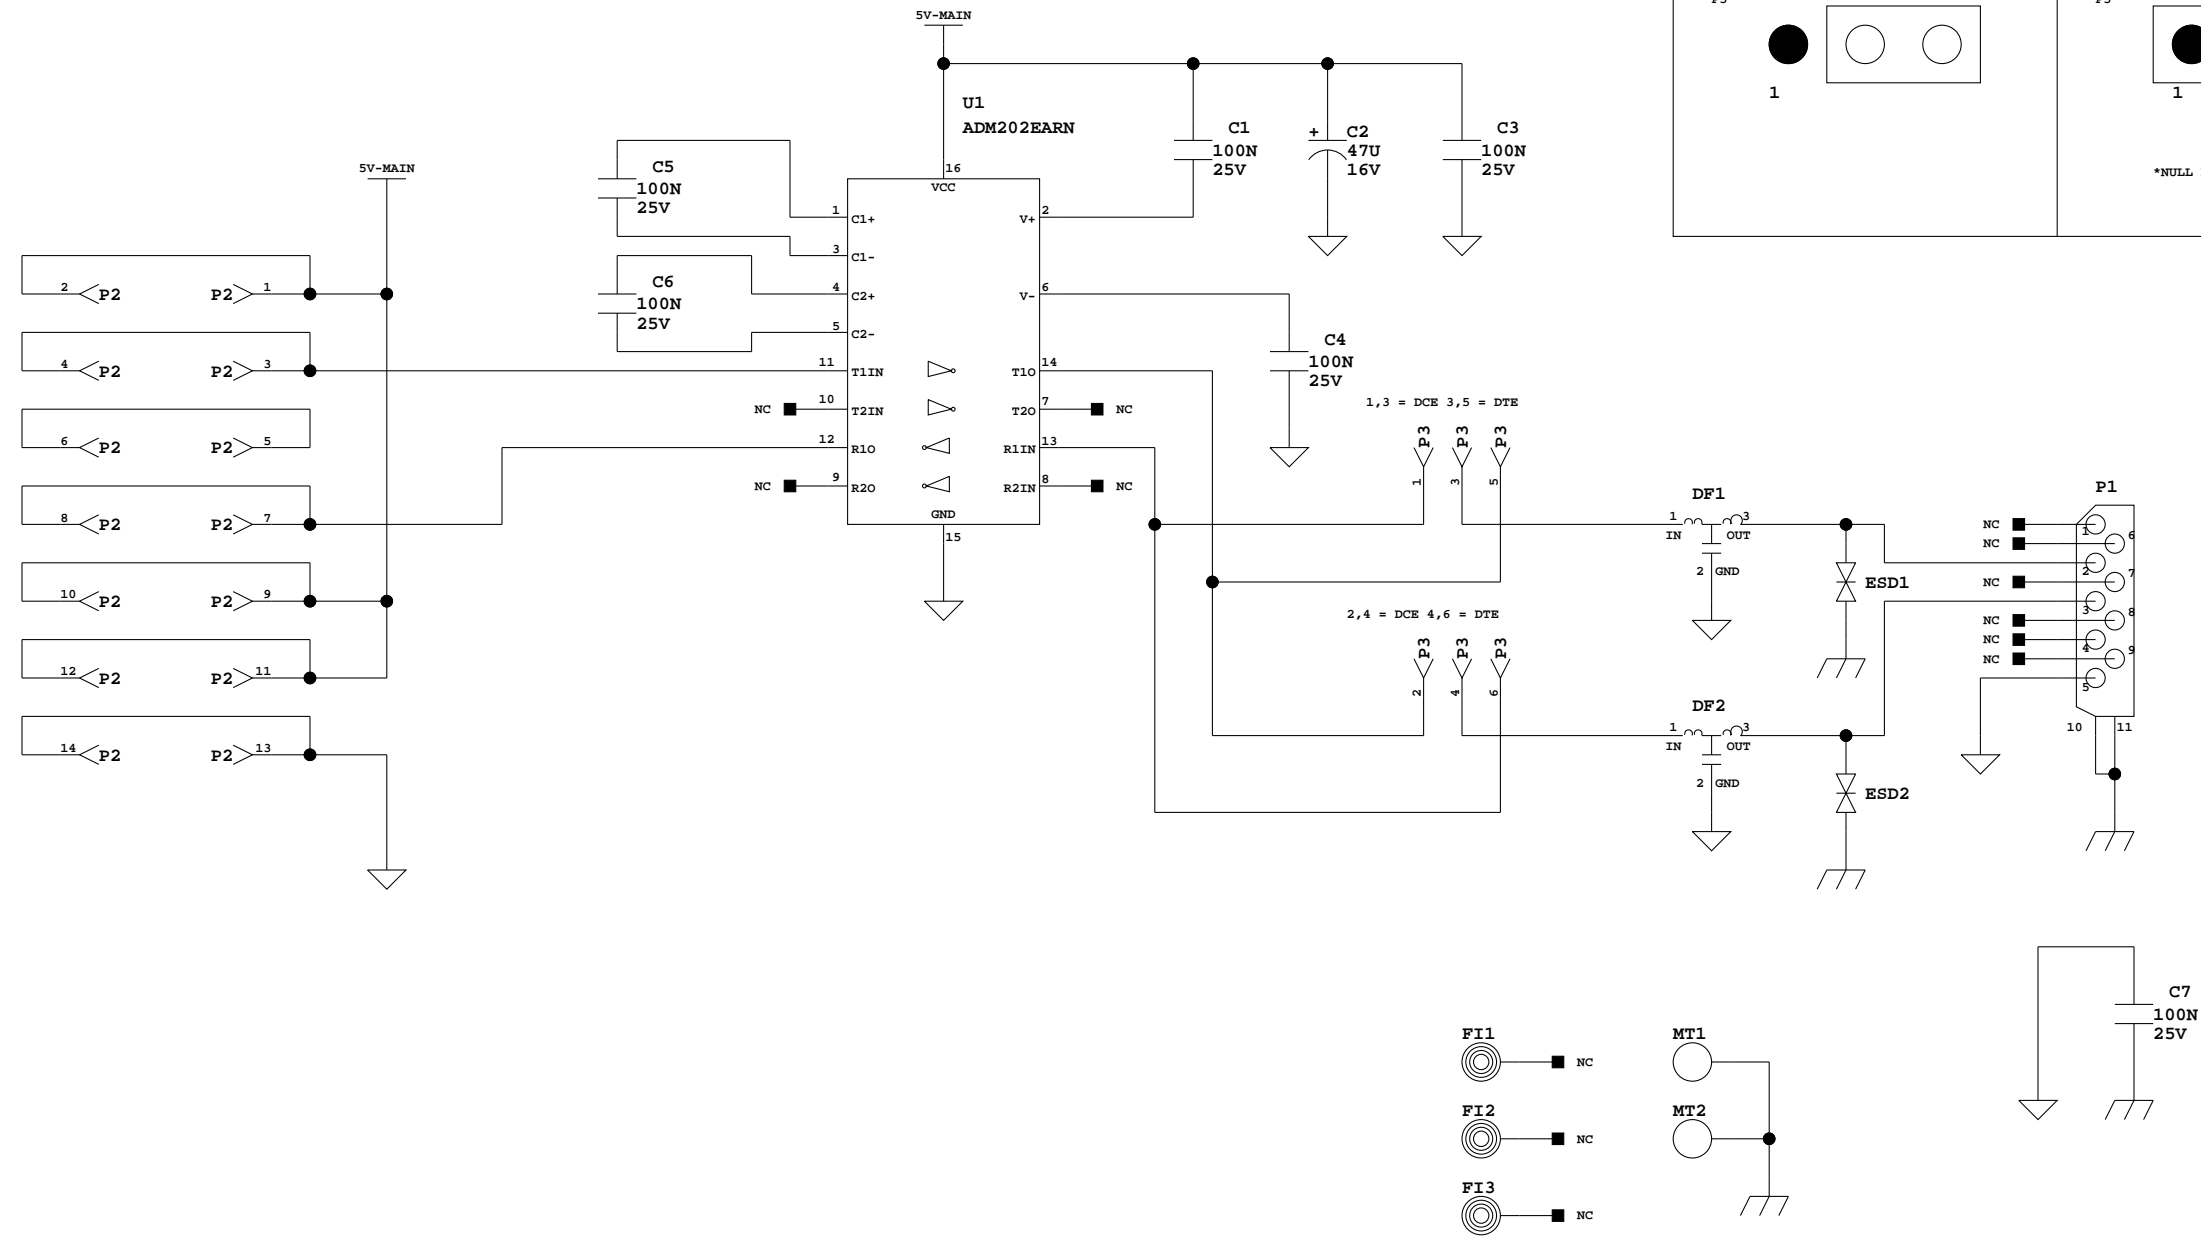 5V-MAIN
1
1
*NULL
U1
ADM202EARN
C1
100N
25V
+ C2
47U
16V
C3
100N
25V
5V-MAIN
C5
100N
25V
C6
100N
25V
16
VCC
1 C1+
3 C1-
4 C2+
5 C2-
11 T1IN
NC 10 T2IN
12 R1O
NC 9 R2O
V+ 2
V- 6
T1O 14
T2O 7 NC
R1IN 13
R2IN 8 NC
GND
15
C4
100N
25V
2 P2 P2 1
4 P2 P2 3
6 P2 P2 5
8 P2 P2 7
10 P2 P2 9
12 P2 P2 11
14 P2 P2 13
1,3 = DCE 3,5 = DTE
P3 P3 P3
1 3 5
2,4 = DCE 4,6 = DTE
P3 P3 P3
2 4 6
DF1
1 3
IN OUT
2 GND
ESD1
DF2
1 3
IN OUT
2 GND
ESD2
P1
NC 1
NC 6
2
NC 7
3
NC 8
NC 4
NC 9
5
10 11
C7
100N
25V
FI1
NC
FI2
NC
FI3
NC
MT1
MT2